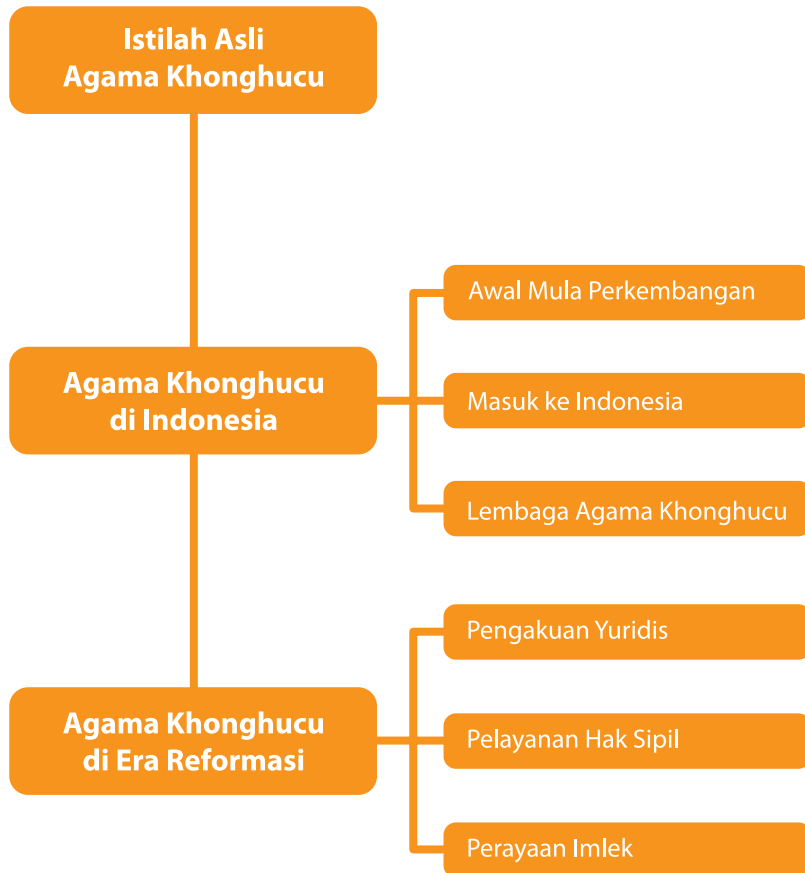 Istilah Asli
Agama Khonghucu
Agama Khonghucu
di Indonesia
Awal Mula Perkembangan
Masuk ke Indonesia
Lembaga Agama Khonghucu
Agama Khonghucu
di Era Reformasi
Pengakuan Yuridis
Pelayanan Hak Sipil
Perayaan Imlek